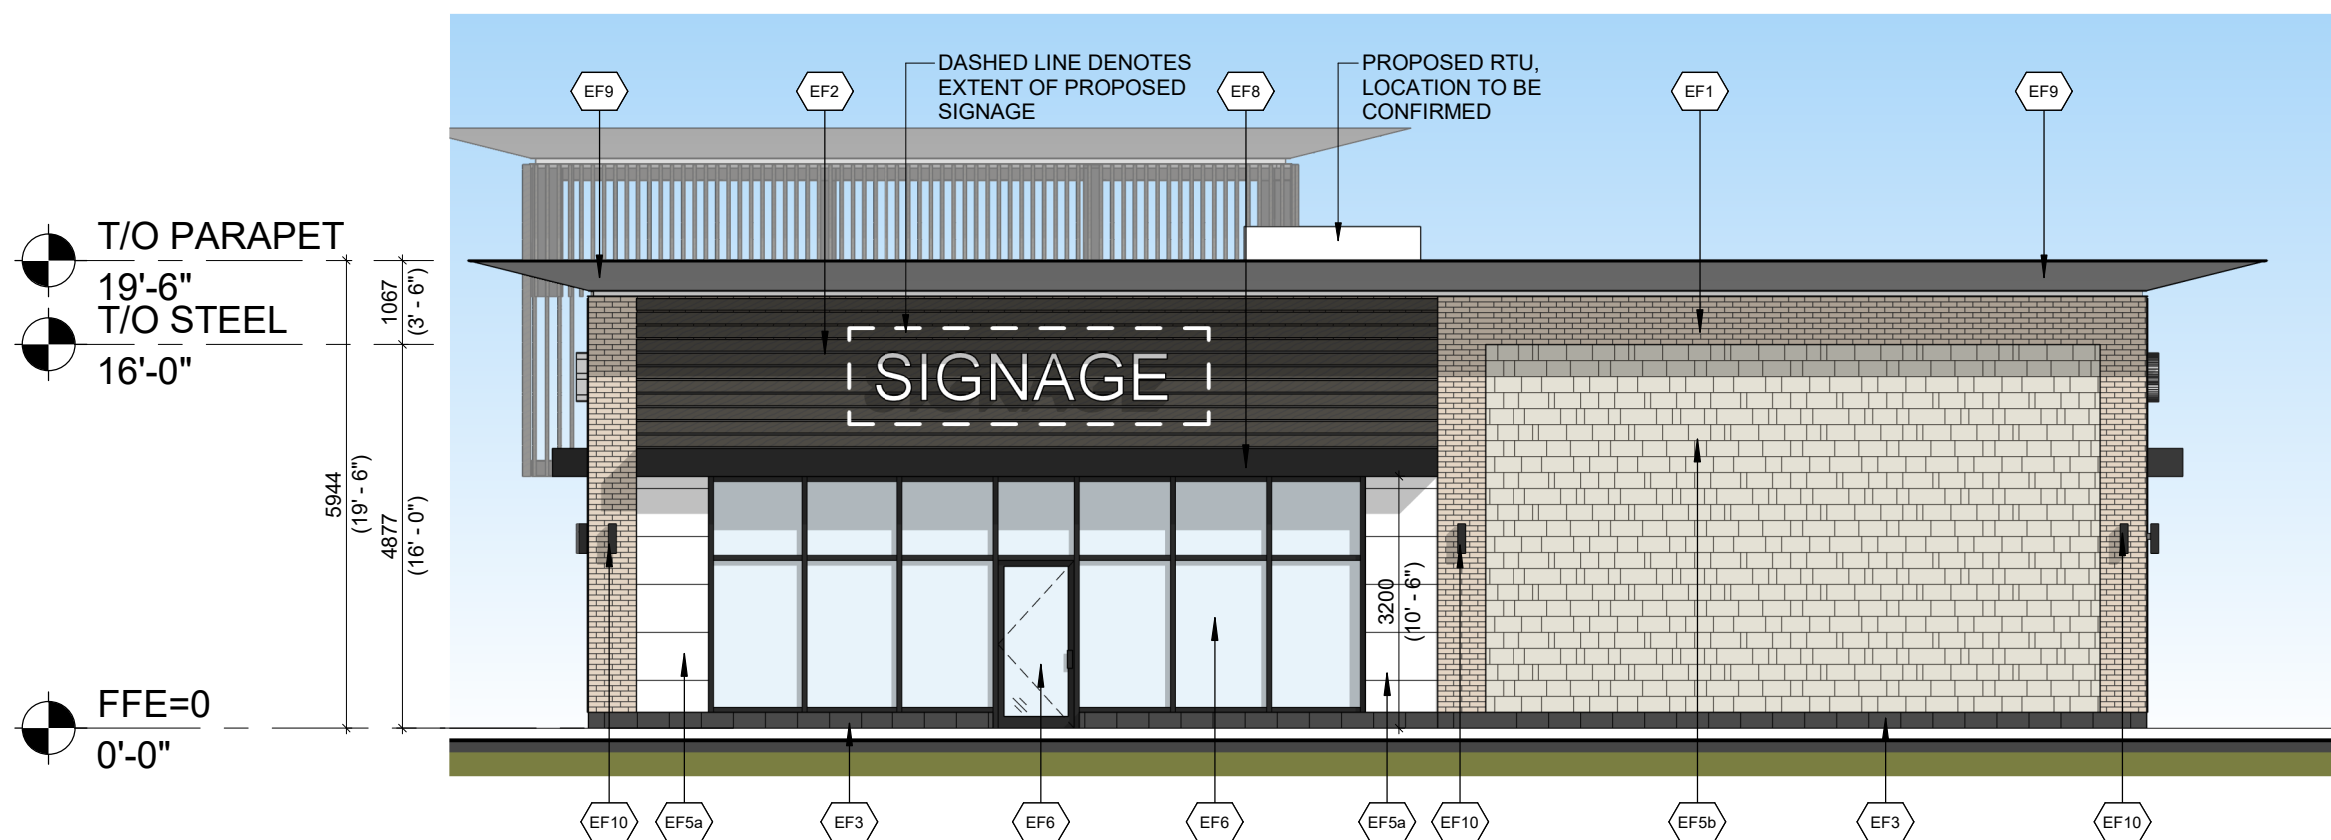 DASHED LINE DENOTES
EXTENT OF PROPOSED
SIGNAGE
PROPOSED RTU,
LOCATION TO BE
CONFIRMED
EF9
EF2
EF8
EF1
EF9
T/O PARAPET
19'-6"
T/O STEEL
16'-0"
FFE=0
0'-0"
5944
(19' - 6")
1067
(3' - 6")
4877
(16' - 0")
SIGNAGE
3200
(10' - 6")
EF10
EF5a
EF3
EF6
EF6
EF5a
EF10
EF5b
EF3
EF10